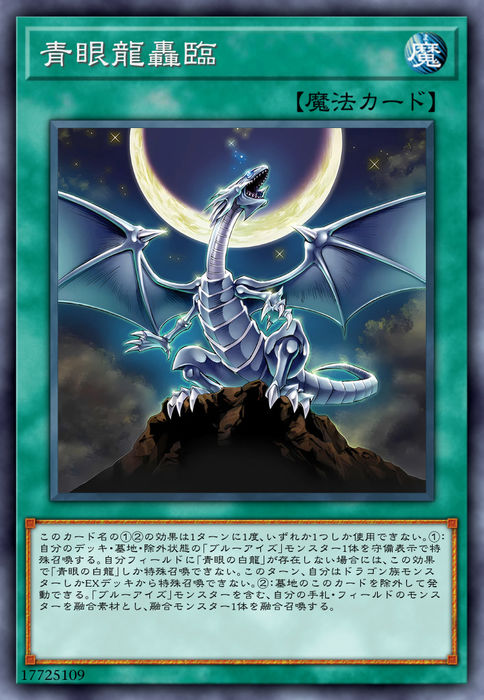 青眼龍轟臨
魔
【魔法カード】
このカード名の①②の効果は1ターンに1度、いずれか1つしか使用できない。①:
自分のデッキ・墓地・除外状態の「ブルーアイズ」モンスター1体を守備表示で特
殊召喚する。自分フィールドに「青眼の白龍」が存在しない場合には、この効果
で「青眼の白龍」しか特殊召喚できない。このターン、自分はドラゴン族モンス
ターしかEXデッキから特殊召喚できない。②:墓地のこのカードを除外して発
動できる。「ブルーアイズ」モンスターを含む、自分の手札・フィールドのモンス
ターを融合素材とし、融合モンスター1体を融合召喚する。
17725109